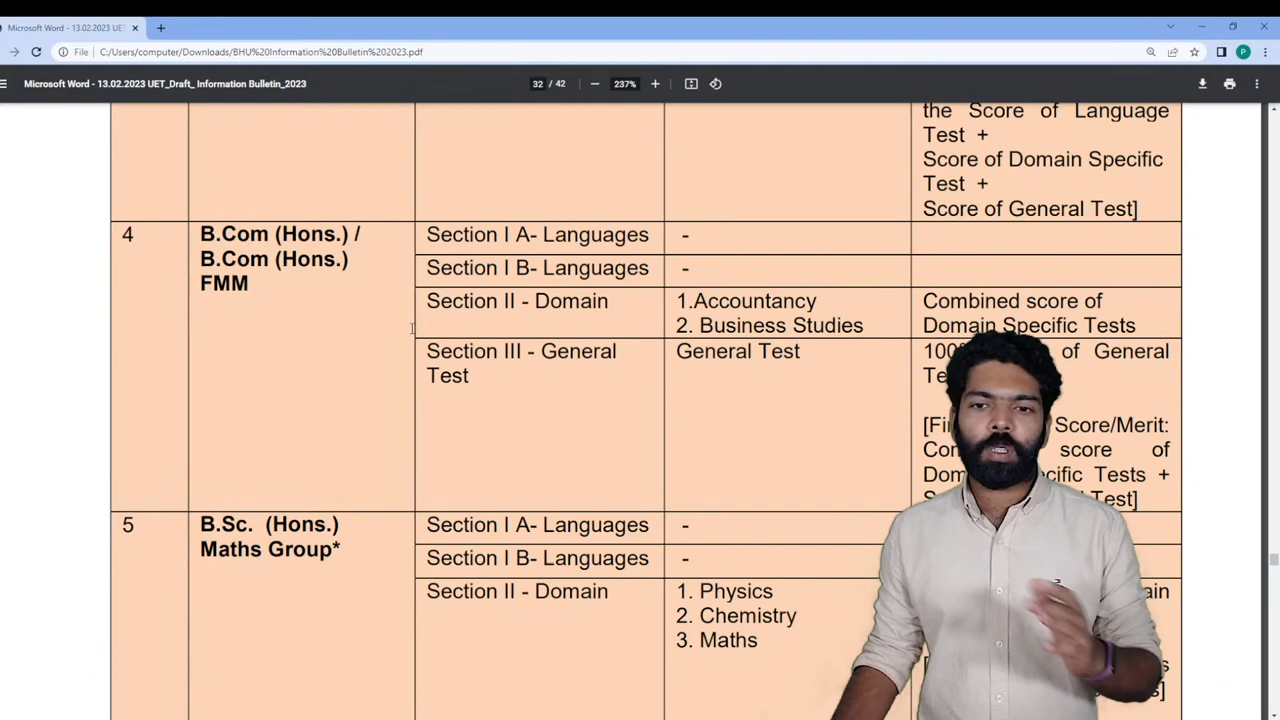 Microsoft Word - 13.02.2023 UE
File
C:/Users/computer/Downloads/BHU%20Information%20Bulletin%202023.pdf
P
Microsoft Word - 13.02.2023 UET_Draft_ Information Bulletin_2023
32 / 42
237%
the Score of Language
Test +
Score of Domain Specific
Test +
Score of General Test]
4
B.Com (Hons.) /
B.Com (Hons.)
FMM
Section I A- Languages
-
Section I B- Languages
-
Section II - Domain
1.Accountancy
2. Business Studies
Combined score of
Domain Specific Tests
Section III - General
Test
General Test
of General
Score/Merit:
score of
Tests +
Test]
5
B.Sc. (Hons.)
Maths Group*
Section I A- Languages
-
Section I B- Languages
-
Section II - Domain
1. Physics
2. Chemistry
3. Maths